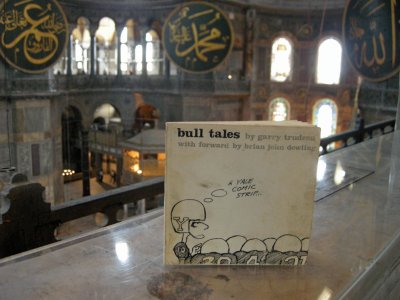 عمر
محمد
الله
bull tales by garry trudeau
with forward by brian john dowling
A YALE
COMIC
STRIP...